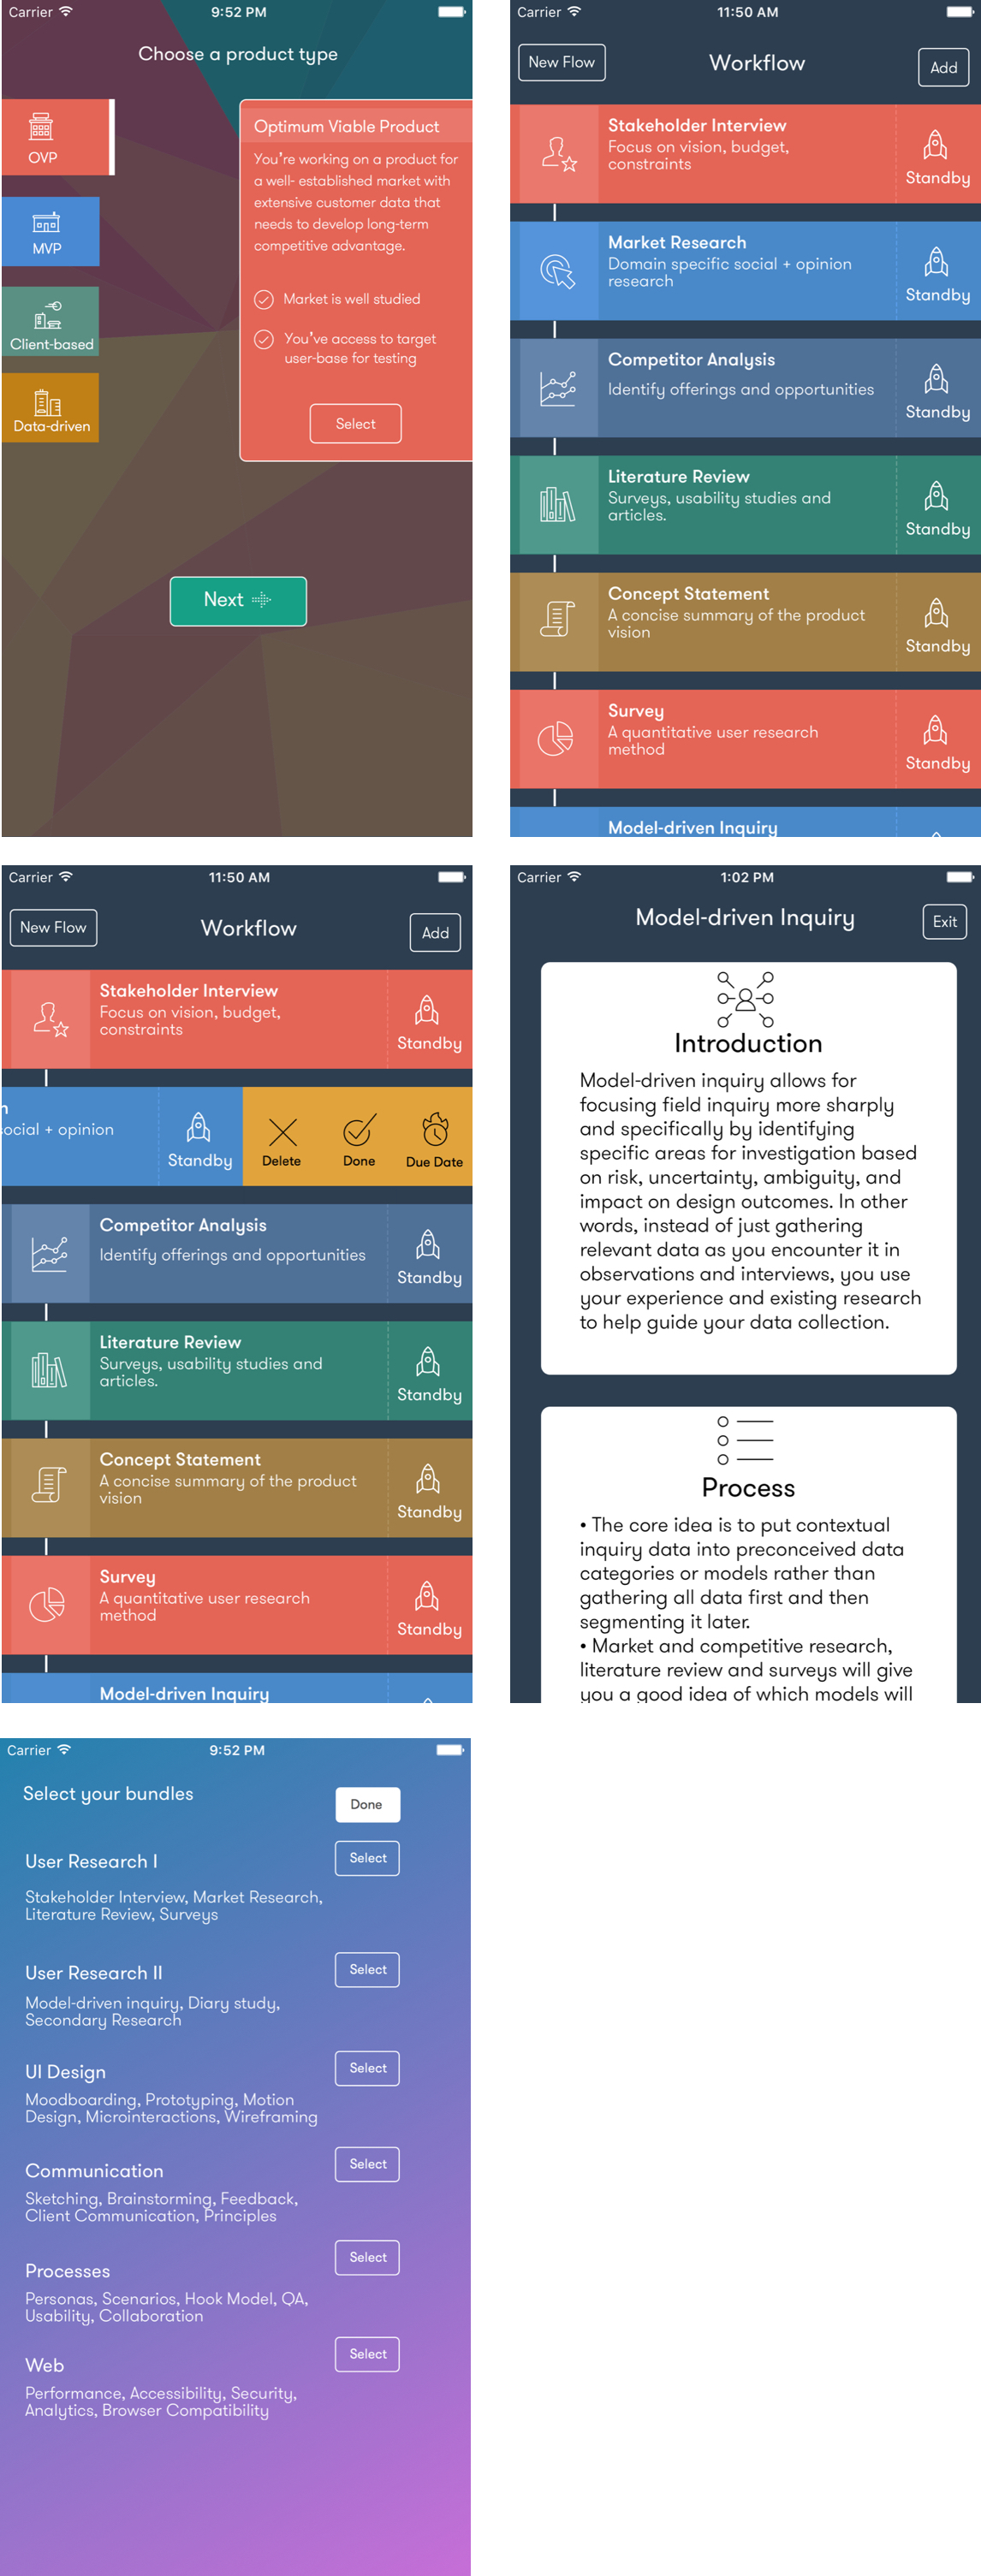 Carrier 9:52 PM
Choose a product type
OVP
MVP
Client-based
Data-driven
Optimum Viable Product
You're working on a product for
a well- established market with
extensive customer data that
needs to develop long-term
competitive advantage.
Market is well studied
You've access to target
user-base for testing
Select
Next
Carrier 11:50 AM
New Flow Workflow Add
Stakeholder Interview
Focus on vision, budget,
constraints
Standby
Market Research
Domain specific social + opinion
research
Standby
Competitor Analysis
Identify offerings and opportunities
Standby
Literature Review
Surveys, usability studies and
articles.
Standby
Concept Statement
A concise summary of the product
vision
Standby
Survey
A quantitative user research
method
Standby
Model-driven Inquiry
Carrier 11:50 AM
New Flow Workflow Add
Stakeholder Interview
Focus on vision, budget,
constraints
Standby
social + opinion
Standby
Delete Done Due Date
Competitor Analysis
Identify offerings and opportunities
Standby
Literature Review
Surveys, usability studies and
articles.
Standby
Concept Statement
A concise summary of the product
vision
Standby
Survey
A quantitative user research
method
Standby
Model-driven Inquiry
Carrier 1:02 PM
Model-driven Inquiry Exit
Introduction
Model-driven inquiry allows for
focusing field inquiry more sharply
and specifically by identifying
specific areas for investigation based
on risk, uncertainty, ambiguity, and
impact on design outcomes. In other
words, instead of just gathering
relevant data as you encounter it in
observations and interviews, you use
your experience and existing research
to help guide your data collection.
Process
• The core idea is to put contextual
inquiry data into preconceived data
categories or models rather than
gathering all data first and then
segmenting it later.
• Market and competitive research,
literature review and surveys will give
you a good idea of which models will
Carrier 9:52 PM
Select your bundles
Done
User Research I
Select
Stakeholder Interview, Market Research,
Literature Review, Surveys
User Research II
Select
Model-driven inquiry, Diary study,
Secondary Research
UI Design
Select
Moodboarding, Prototyping, Motion
Design, Microinteractions, Wireframing
Communication
Select
Sketching, Brainstorming, Feedback,
Client Communication, Principles
Processes
Select
Personas, Scenarios, Hook Model, QA,
Usability, Collaboration
Web
Select
Performance, Accessibility, Security,
Analytics, Browser Compatibility